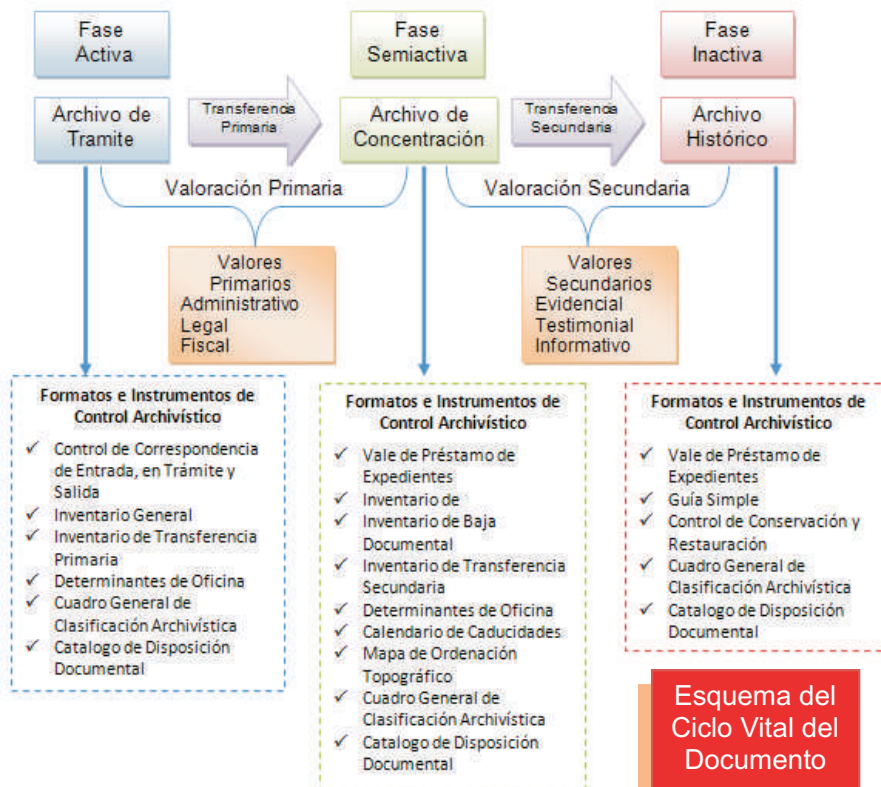 Fase
Activa
Fase
Semiactiva
Fase
Inactiva
Archivo de
Tramite
Transferencia
Primaria
Archivo de
Concentración
Transferencia
Secundaria
Archivo
Histórico
Valoración Primaria
Valoración Secundaria
Valores
Primarios
Administrativo
Legal
Fiscal
Valores
Secundarios
Evidencial
Testimonial
Informativo
Formatos e Instrumentos de
Control Archivístico
✓ Control de Correspondencia
de Entrada, en Trámite y
Salida
✓ Inventario General
✓ Inventario de Transferencia
Primaria
✓ Determinantes de Oficina
✓ Cuadro General de
Clasificación Archivística
✓ Catalogo de Disposición
Documental
Formatos e Instrumentos de
Control Archivístico
✓ Vale de Préstamo de
Expedientes
✓ Inventario de
✓ Inventario de Baja
Documental
✓ Inventario de Transferencia
Secundaria
✓ Determinantes de Oficina
✓ Calendario de Caducidades
✓ Mapa de Ordenación
Topográfico
✓ Cuadro General de
Clasificación Archivística
✓ Catalogo de Disposición
Documental
Formatos e Instrumentos de
Control Archivístico
✓ Vale de Préstamo de
Expedientes
✓ Guía Simple
✓ Control de Conservación y
Restauración
✓ Cuadro General de
Clasificación Archivística
✓ Catalogo de Disposición
Documental
Esquema del
Ciclo Vital del
Documento